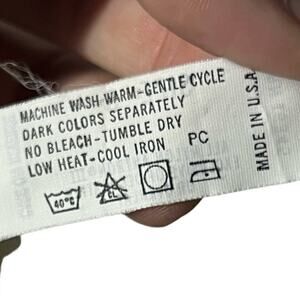 MACHINE WASH WARM-GENTLE CYCLE
DARK COLORS SEPARATELY
NO BLEACH-TUMBLE DRY
LOW HEAT-COOL IRON PC
40°C CL
MADE IN U.S.A.